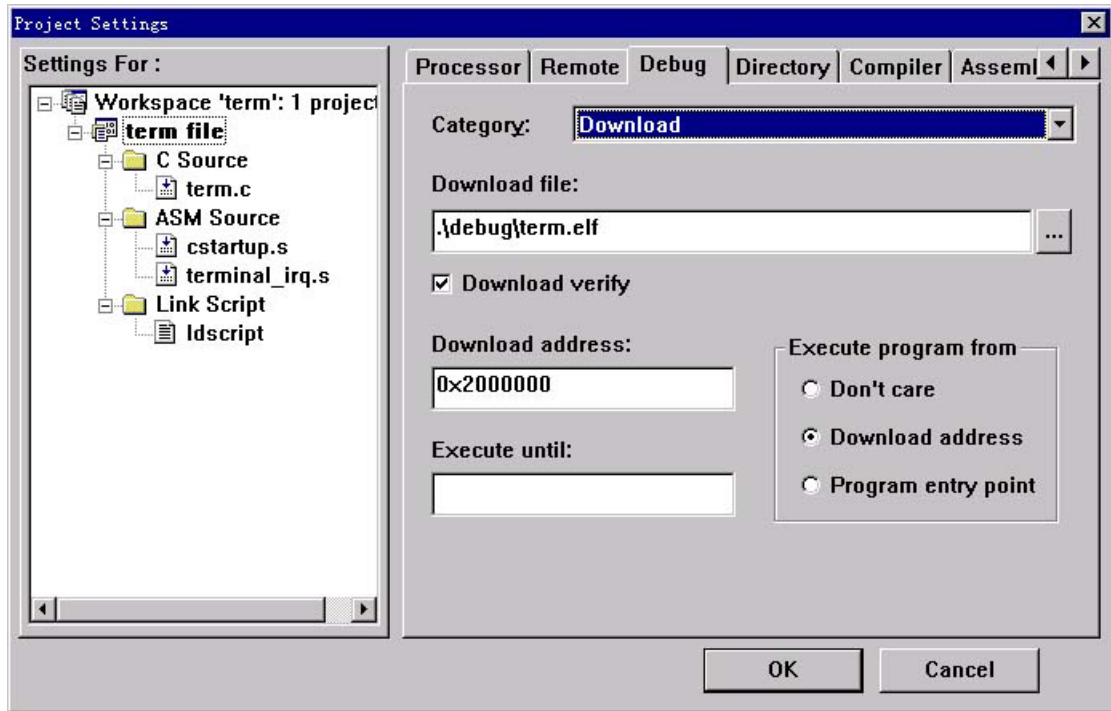 Project Settings
Settings For :
Workspace 'term': 1 project
term file
C Source
term.c
ASM Source
cstartup.s
terminal_irq.s
Link Script
ldscript
Processor Remote Debug Directory Compiler Asseml
Category: Download
Download file:
.\debug\term.elf
...
Download verify
Download address:
0x2000000
Execute until:
Execute program from
Don't care
Download address
Program entry point
OK Cancel